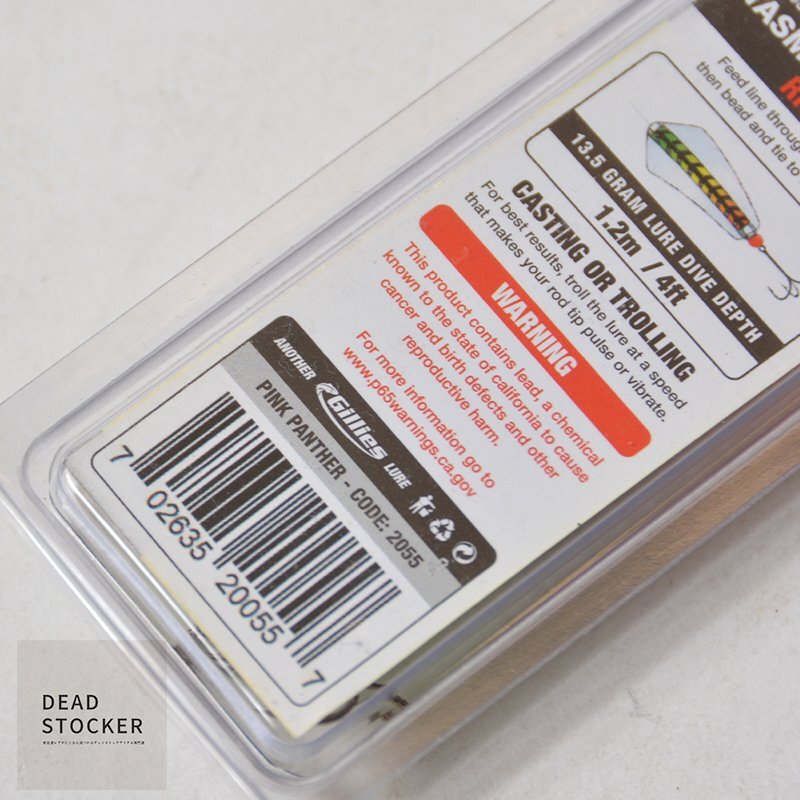 Feed line through
then bead and tie to
13.5 GRAM LURE DIVE DEPTH
1.2m / 4ft
CASTING OR TROLLING
For best results, troll the lure at a speed
that makes your rod tip pulse or vibrate.
WARNING
This product contains lead, a chemical
known to the state of california to cause
cancer and birth defects and other
reproductive harm.
For more information go to
www.p65warnings.ca.gov
ANOTHER Gillies LURE
PINK PANTHER - CODE: 2055
7 02635 20055 7
DEAD
STOCKER